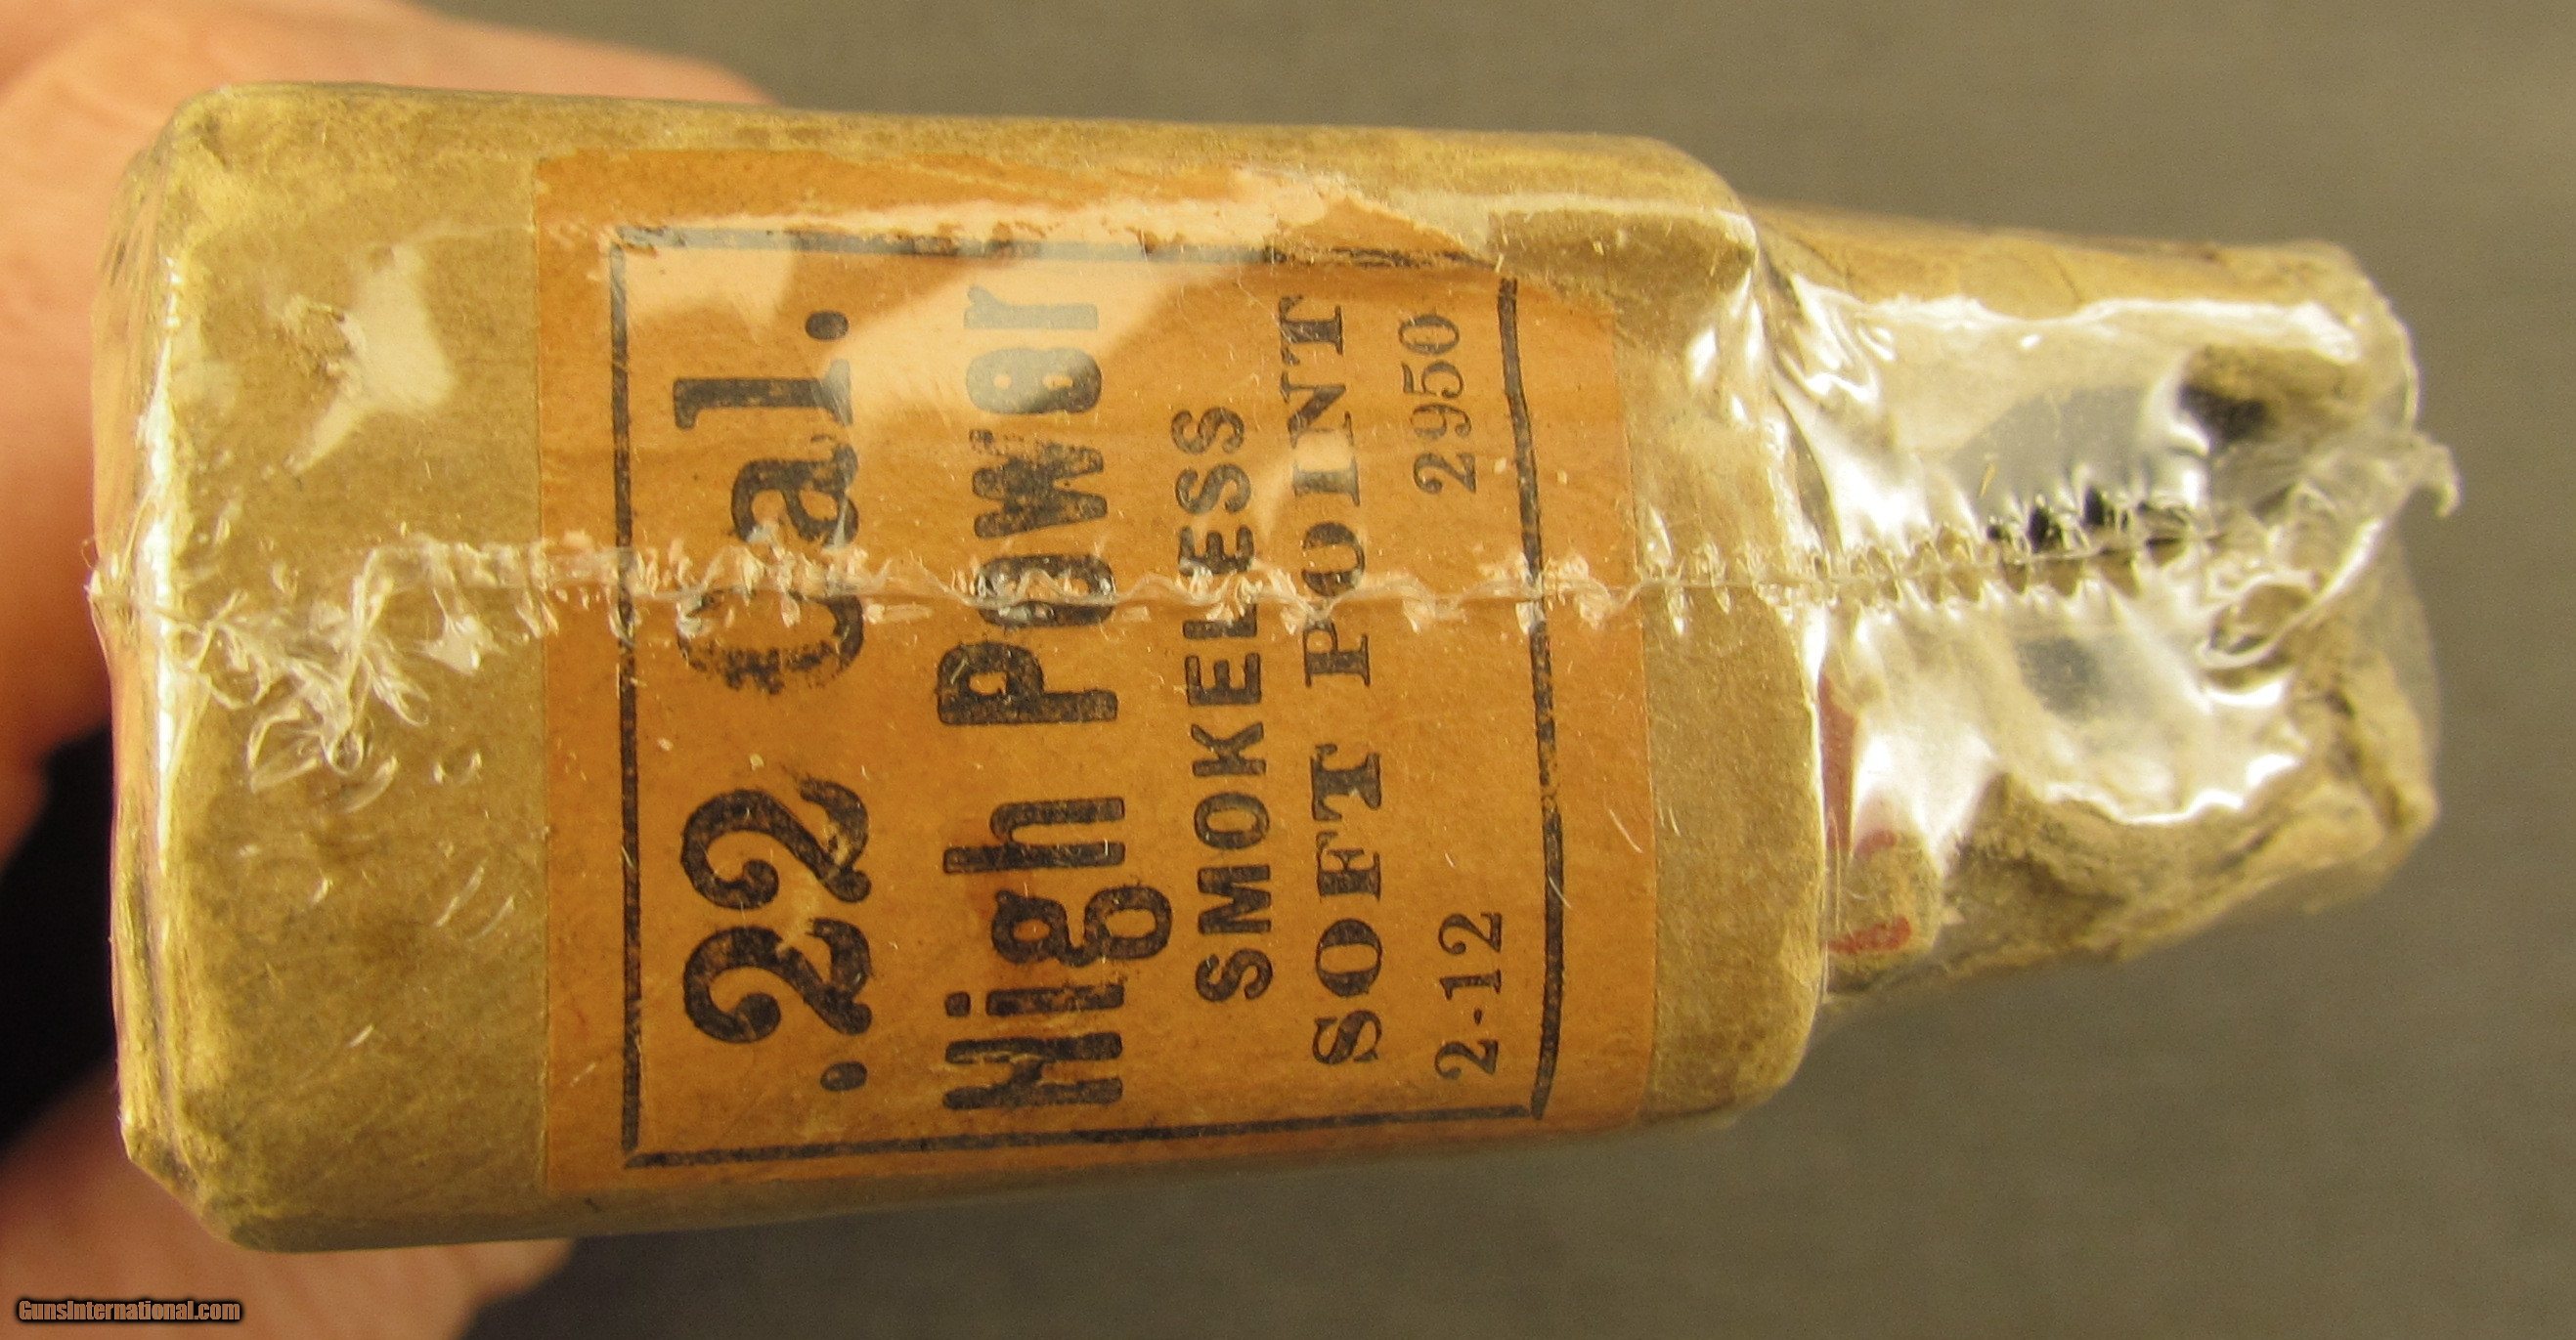 .22 Cal.
High Power
SMOKELESS
SOFT POINT
2-12 2950
GunsInternational.com